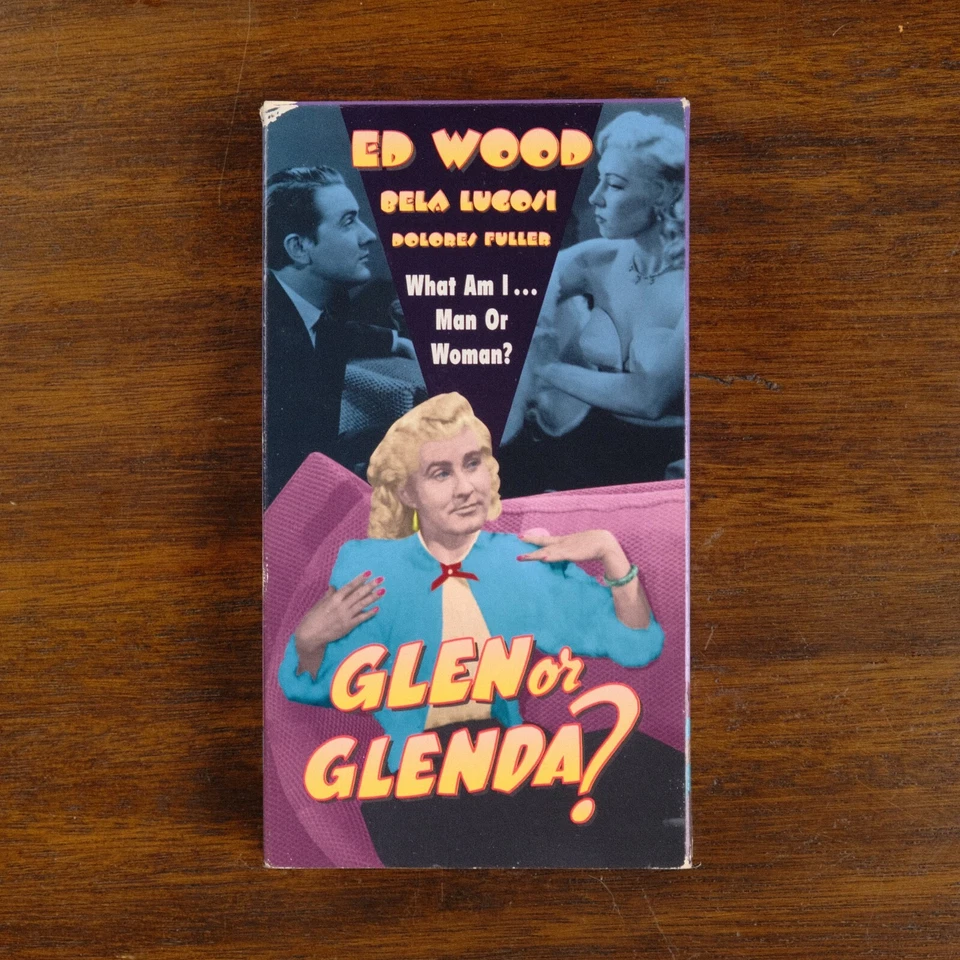 ED WOOD
BELA LUGOSI
DOLORES FULLER
What Am I...
Man Or
Woman?
GLEN or
GLENDA?